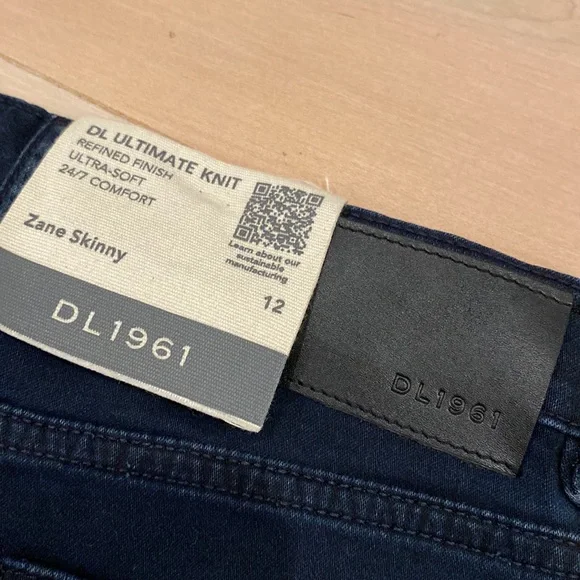 DL ULTIMATE KNIT
REFINED FINISH
ULTRA-SOFT
24/7 COMFORT
Learn about our
sustainable
manufacturing
Zane Skinny
12
DL1961
DL1961